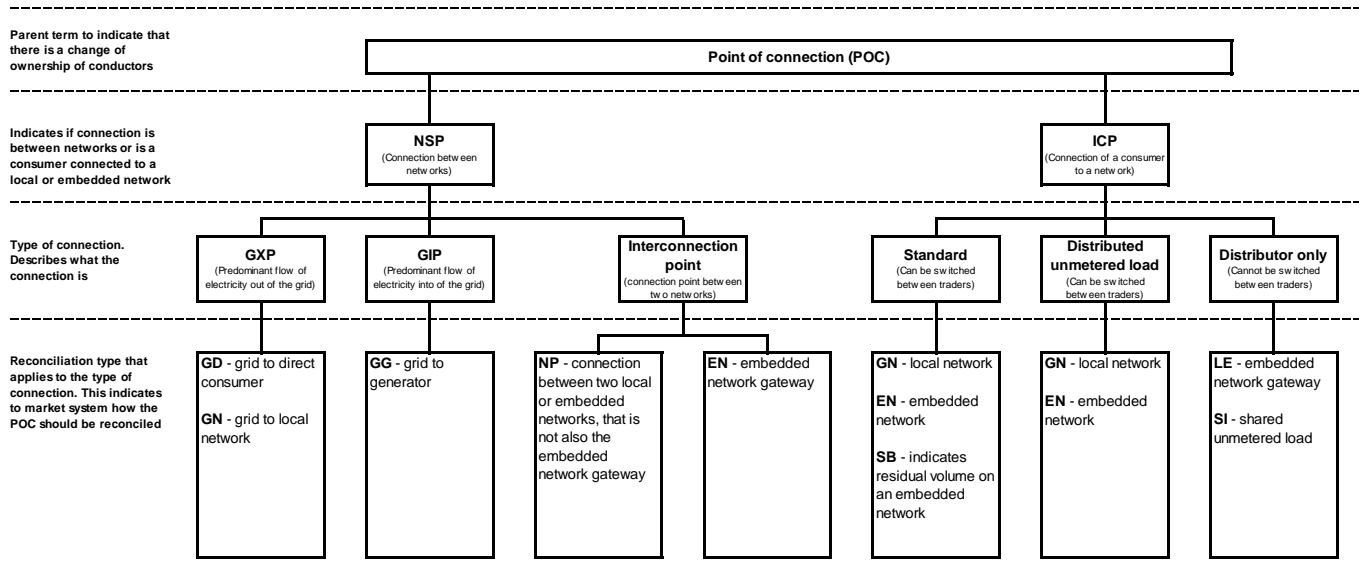 Parent term to indicate that
there is a change of
ownership of conductors
Point of connection (POC)
Indicates if connection is
between networks or is a
consumer connected to a
local or embedded network
NSP
(Connection between
networks)
ICP
(Connection of a consumer
to a network)
Type of connection.
Describes what the
connection is
GXP
(Predominant flow of
electricity out of the grid)
GIP
(Predominant flow of
electricity into of the grid)
Interconnection
point
(connection point between
two networks)
Standard
(Can be switched
between traders)
Distributed
unmetered load
(Can be switched
between traders)
Distributor only
(Cannot be switched
between traders)
Reconciliation type that
applies to the type of
connection. This indicates
to market system how the
POC should be reconciled
GD - grid to direct
consumer
GN - grid to local
network
GG - grid to
generator
NP - connection
between two local
or embedded
networks, that is
not also the
embedded
network gateway
EN - embedded
network gateway
GN - local network
EN - embedded
network
SB - indicates
residual volume on
an embedded
network
GN - local network
EN - embedded
network
LE - embedded
network gateway
SI - shared
unmetered load